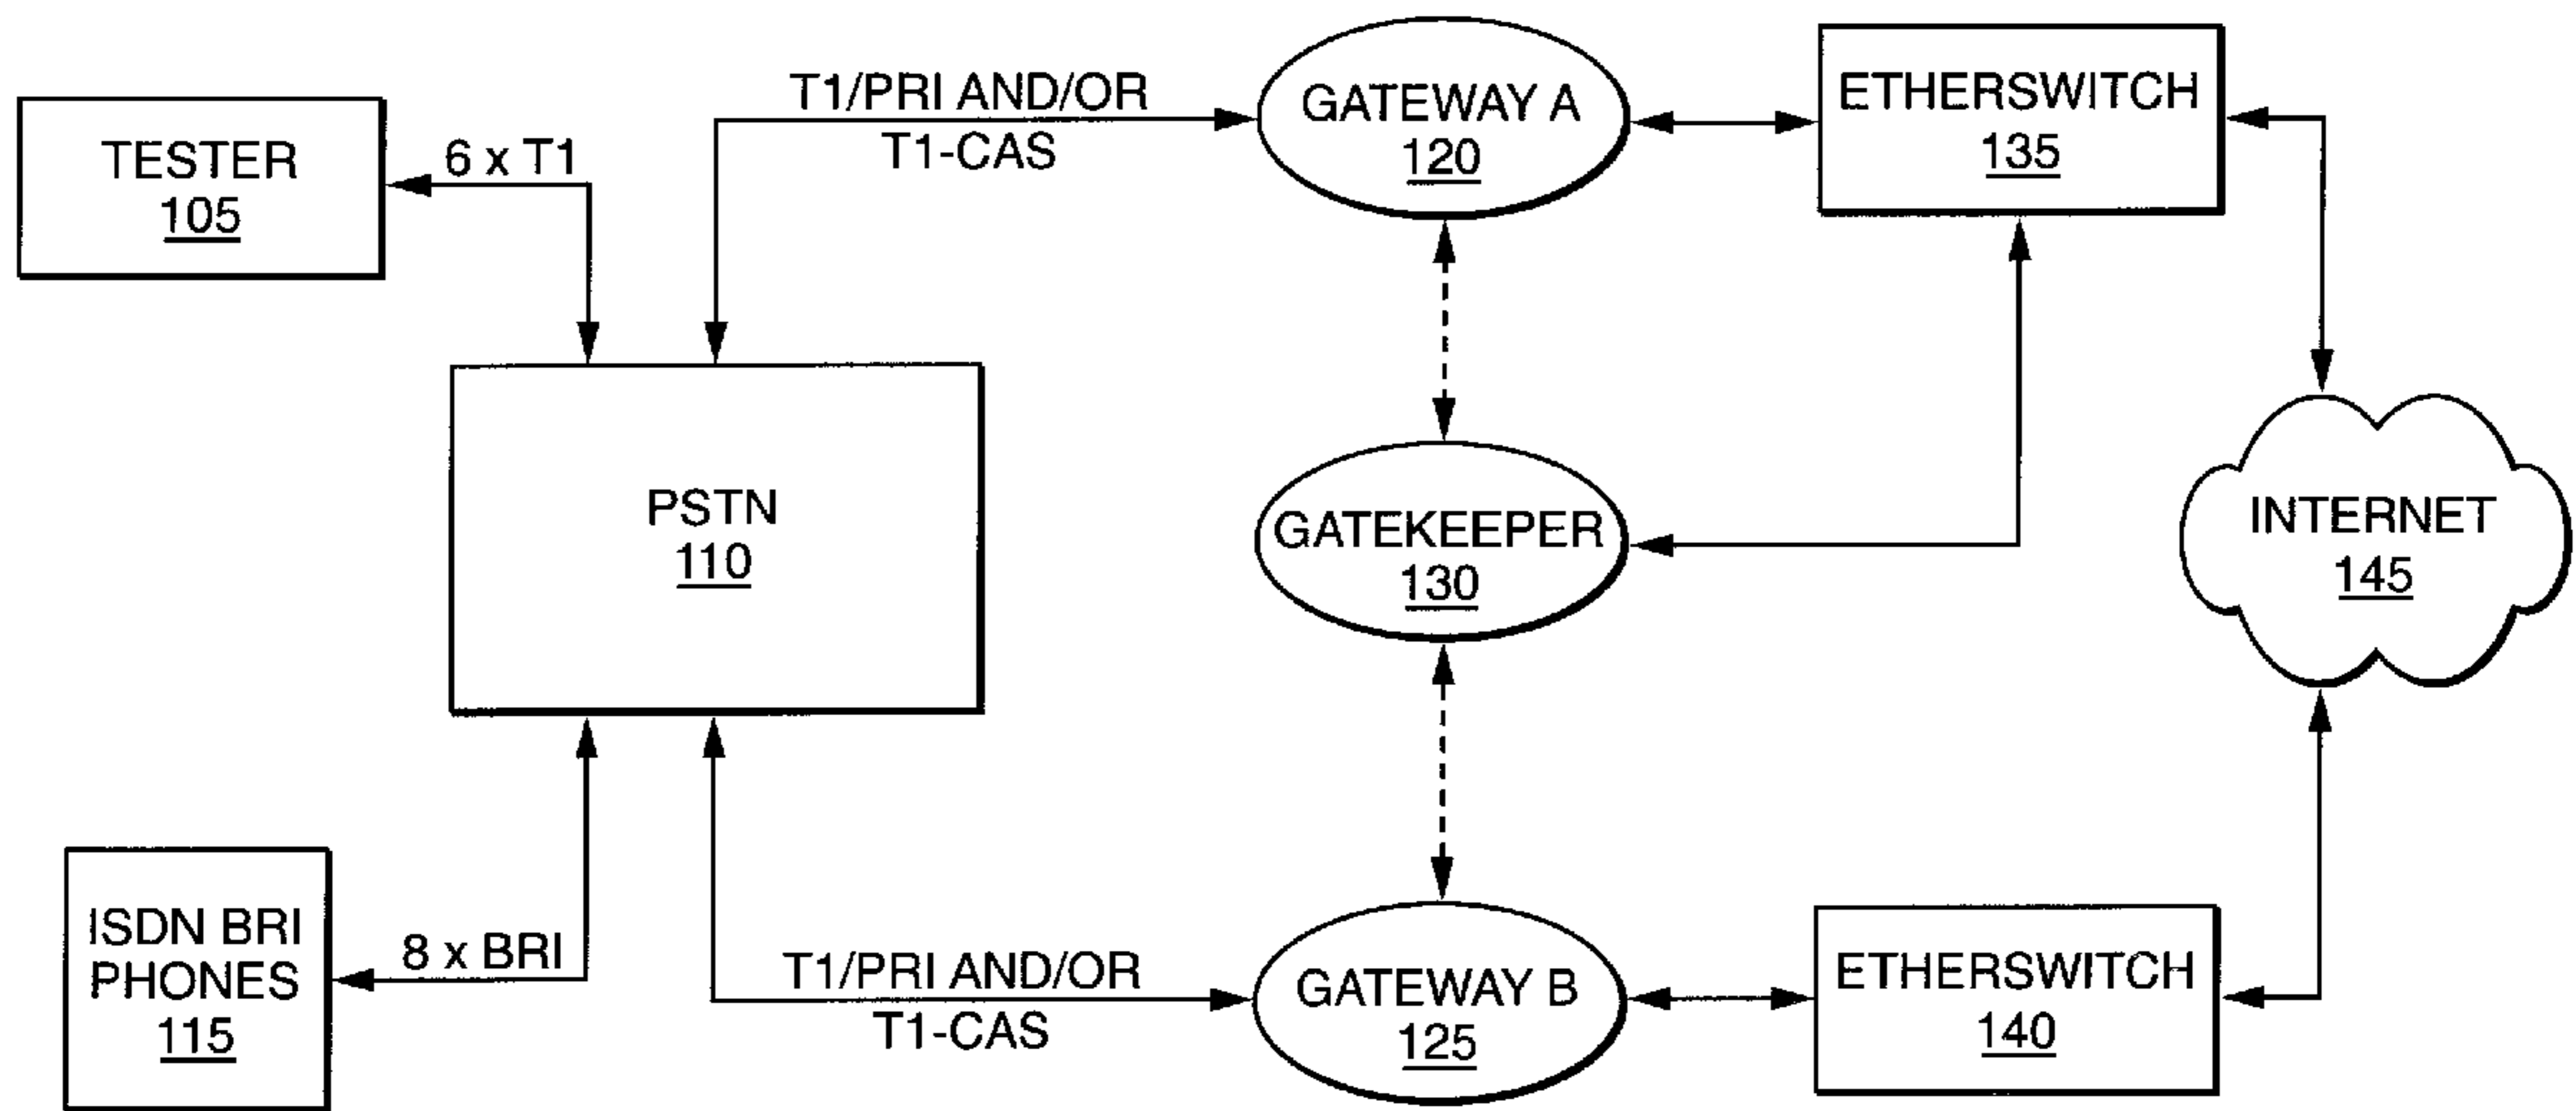 TESTER
105
6 x T1
T1/PRI AND/OR
T1-CAS
GATEWAY A
120
ETHERSWITCH
135
PSTN
110
GATEKEEPER
130
INTERNET
145
ISDN BRI
PHONES
115
8 x BRI
T1/PRI AND/OR
T1-CAS
GATEWAY B
125
ETHERSWITCH
140